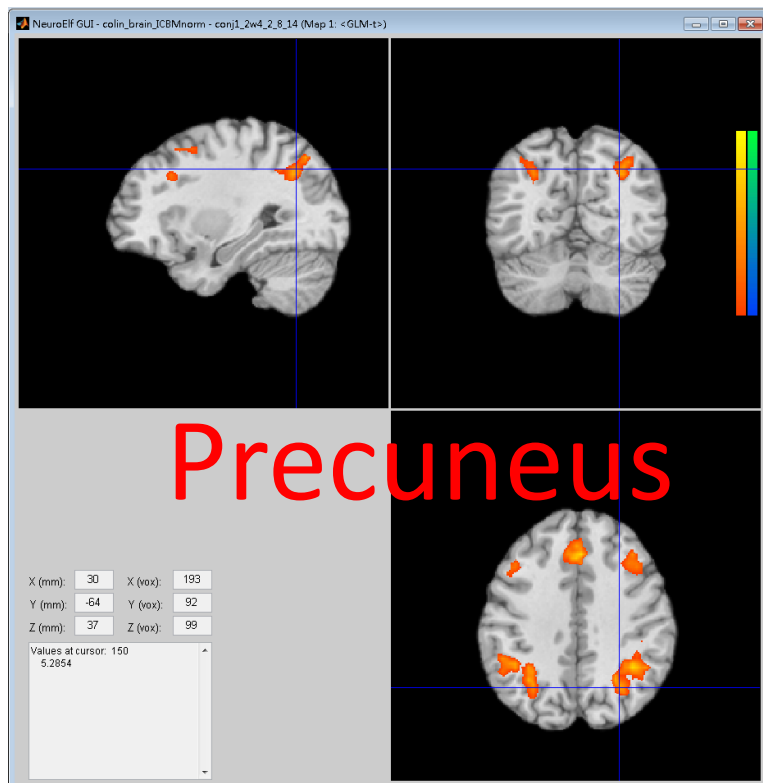 NeuroElf GUI - colin_brain_ICBMnorm - conj1_2w4_2_8_14 (Map 1: <GLM-t>)
Precuneus
X (mm): 30 X (vox): 193
Y (mm): -64 Y (vox): 92
Z (mm): 37 Z (vox): 99
Values at cursor: 150
5.2854